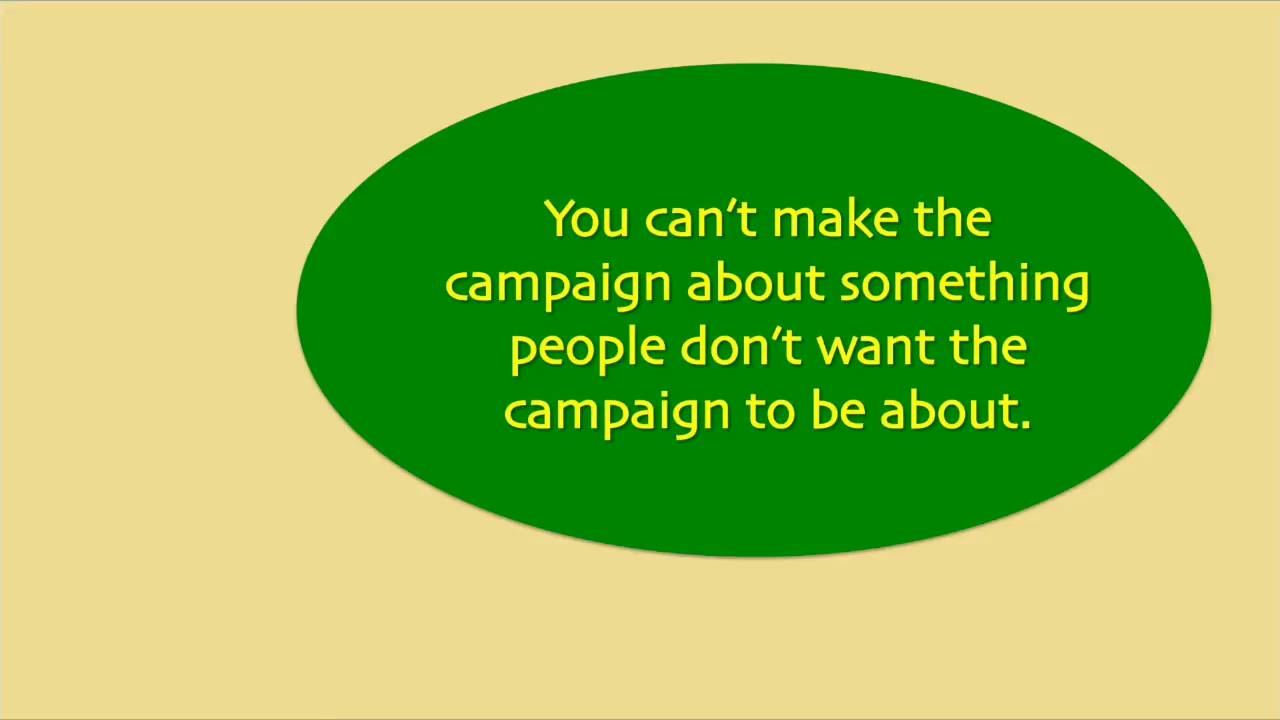 You can’t make the
campaign about something
people don’t want the
campaign to be about.